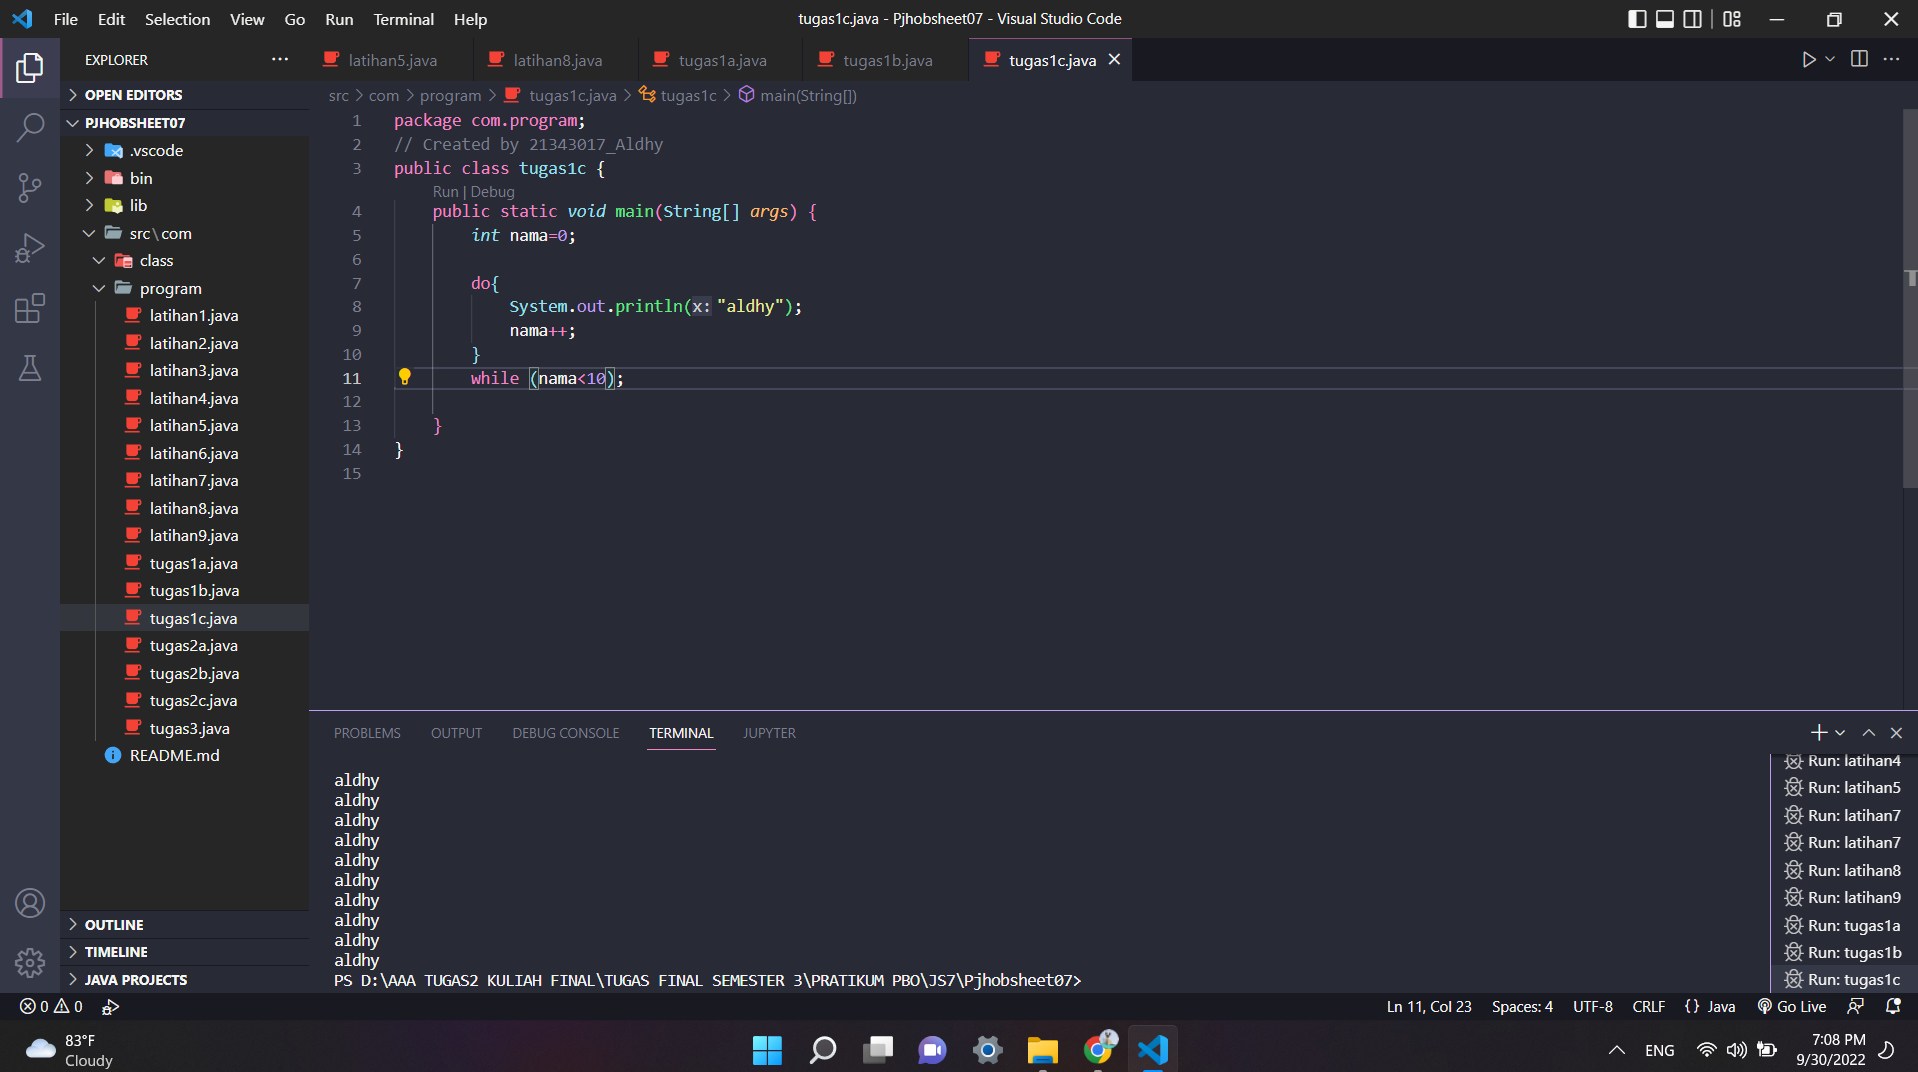 File Edit Selection View Go Run Terminal Help
tugas1c.java - Pjhobsheet07 - Visual Studio Code
EXPLORER
OPEN EDITORS
PJHOBSHEET07
.vscode
bin
lib
src\com
class
program
latihan1.java
latihan2.java
latihan3.java
latihan4.java
latihan5.java
latihan6.java
latihan7.java
latihan8.java
latihan9.java
tugas1a.java
tugas1b.java
tugas1c.java
tugas2a.java
tugas2b.java
tugas2c.java
tugas3.java
README.md
OUTLINE
TIMELINE
JAVA PROJECTS
latihan5.java latihan8.java tugas1a.java tugas1b.java tugas1c.java
src > com > program > tugas1c.java > tugas1c > main(String[])
1 package com.program;
2 // Created by 21343017_Aldhy
3 public class tugas1c {
Run | Debug
4 public static void main(String[] args) {
5 int nama=0;
6
7 do{
8 System.out.println(x: "aldhy");
9 nama++;
10 }
11 while (nama<10);
12
13 }
14 }
15
PROBLEMS OUTPUT DEBUG CONSOLE TERMINAL JUPYTER
aldhy
aldhy
aldhy
aldhy
aldhy
aldhy
aldhy
aldhy
aldhy
aldhy
PS D:\AAA TUGAS2 KULIAH FINAL\TUGAS FINAL SEMESTER 3\PRATIKUM PBO\JS7\Pjhobsheet07>
Run: latihan4
Run: latihan5
Run: latihan7
Run: latihan7
Run: latihan8
Run: latihan9
Run: tugas1a
Run: tugas1b
Run: tugas1c
0 0
Ln 11, Col 23 Spaces: 4 UTF-8 CRLF {} Java Go Live
83°F
Cloudy
ENG
7:08 PM
9/30/2022